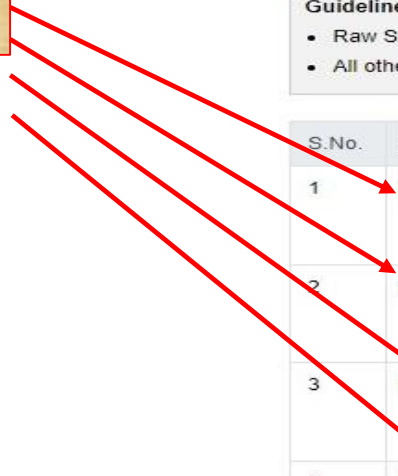 Guideline
• Raw S
• All othe
S.No.
1
2
3